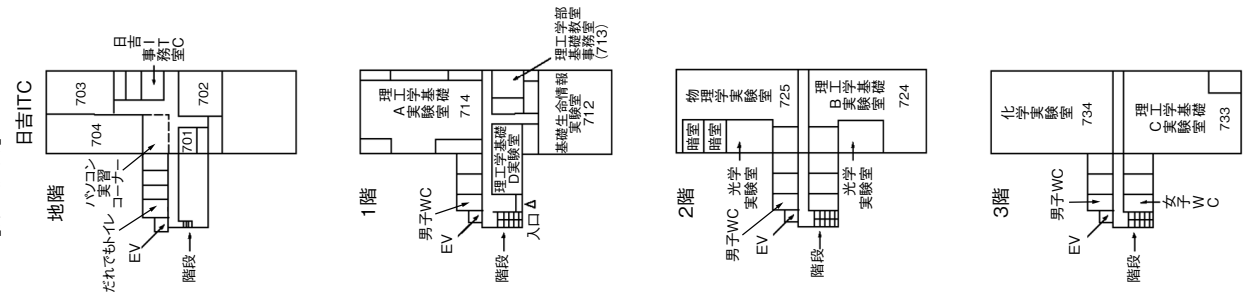 日吉ITC
地階
704
703
日吉ITC
事務室
パソコン
実習
コーナー
701
702
だれでもトイレ
EV
階段
1階
理工学基礎
A実験室
714
理工学部
基礎教室
事務室
(713)
男子WC
EV
理工学基礎
D実験室
基礎生命情報
実験室
712
階段
入口
2階
暗室
暗室
物理学実験室
725
光学
実験室
男子WC
EV
光学
実験室
理工学基礎
B実験室
724
階段
3階
化学実験室
734
男子WC
EV
女子WC
理工学基礎
C実験室
733
階段